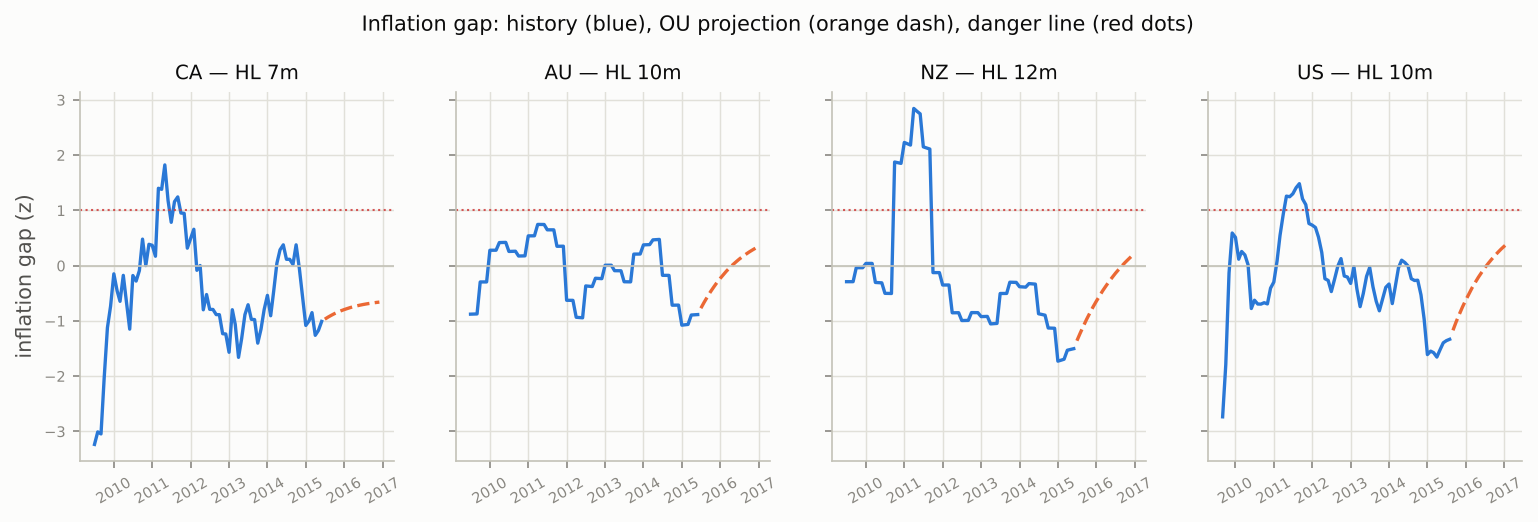 Inflation gap: history (blue), OU projection (orange dash), danger line (red dots)
CA — HL 7m
AU — HL 10m
NZ — HL 12m
US — HL 10m
inflation gap (z)
3
2
1
0
−1
−2
−3
2010 2011 2012 2013 2014 2015 2016 2017
2010 2011 2012 2013 2014 2015 2016 2017
2010 2011 2012 2013 2014 2015 2016 2017
2010 2011 2012 2013 2014 2015 2016 2017